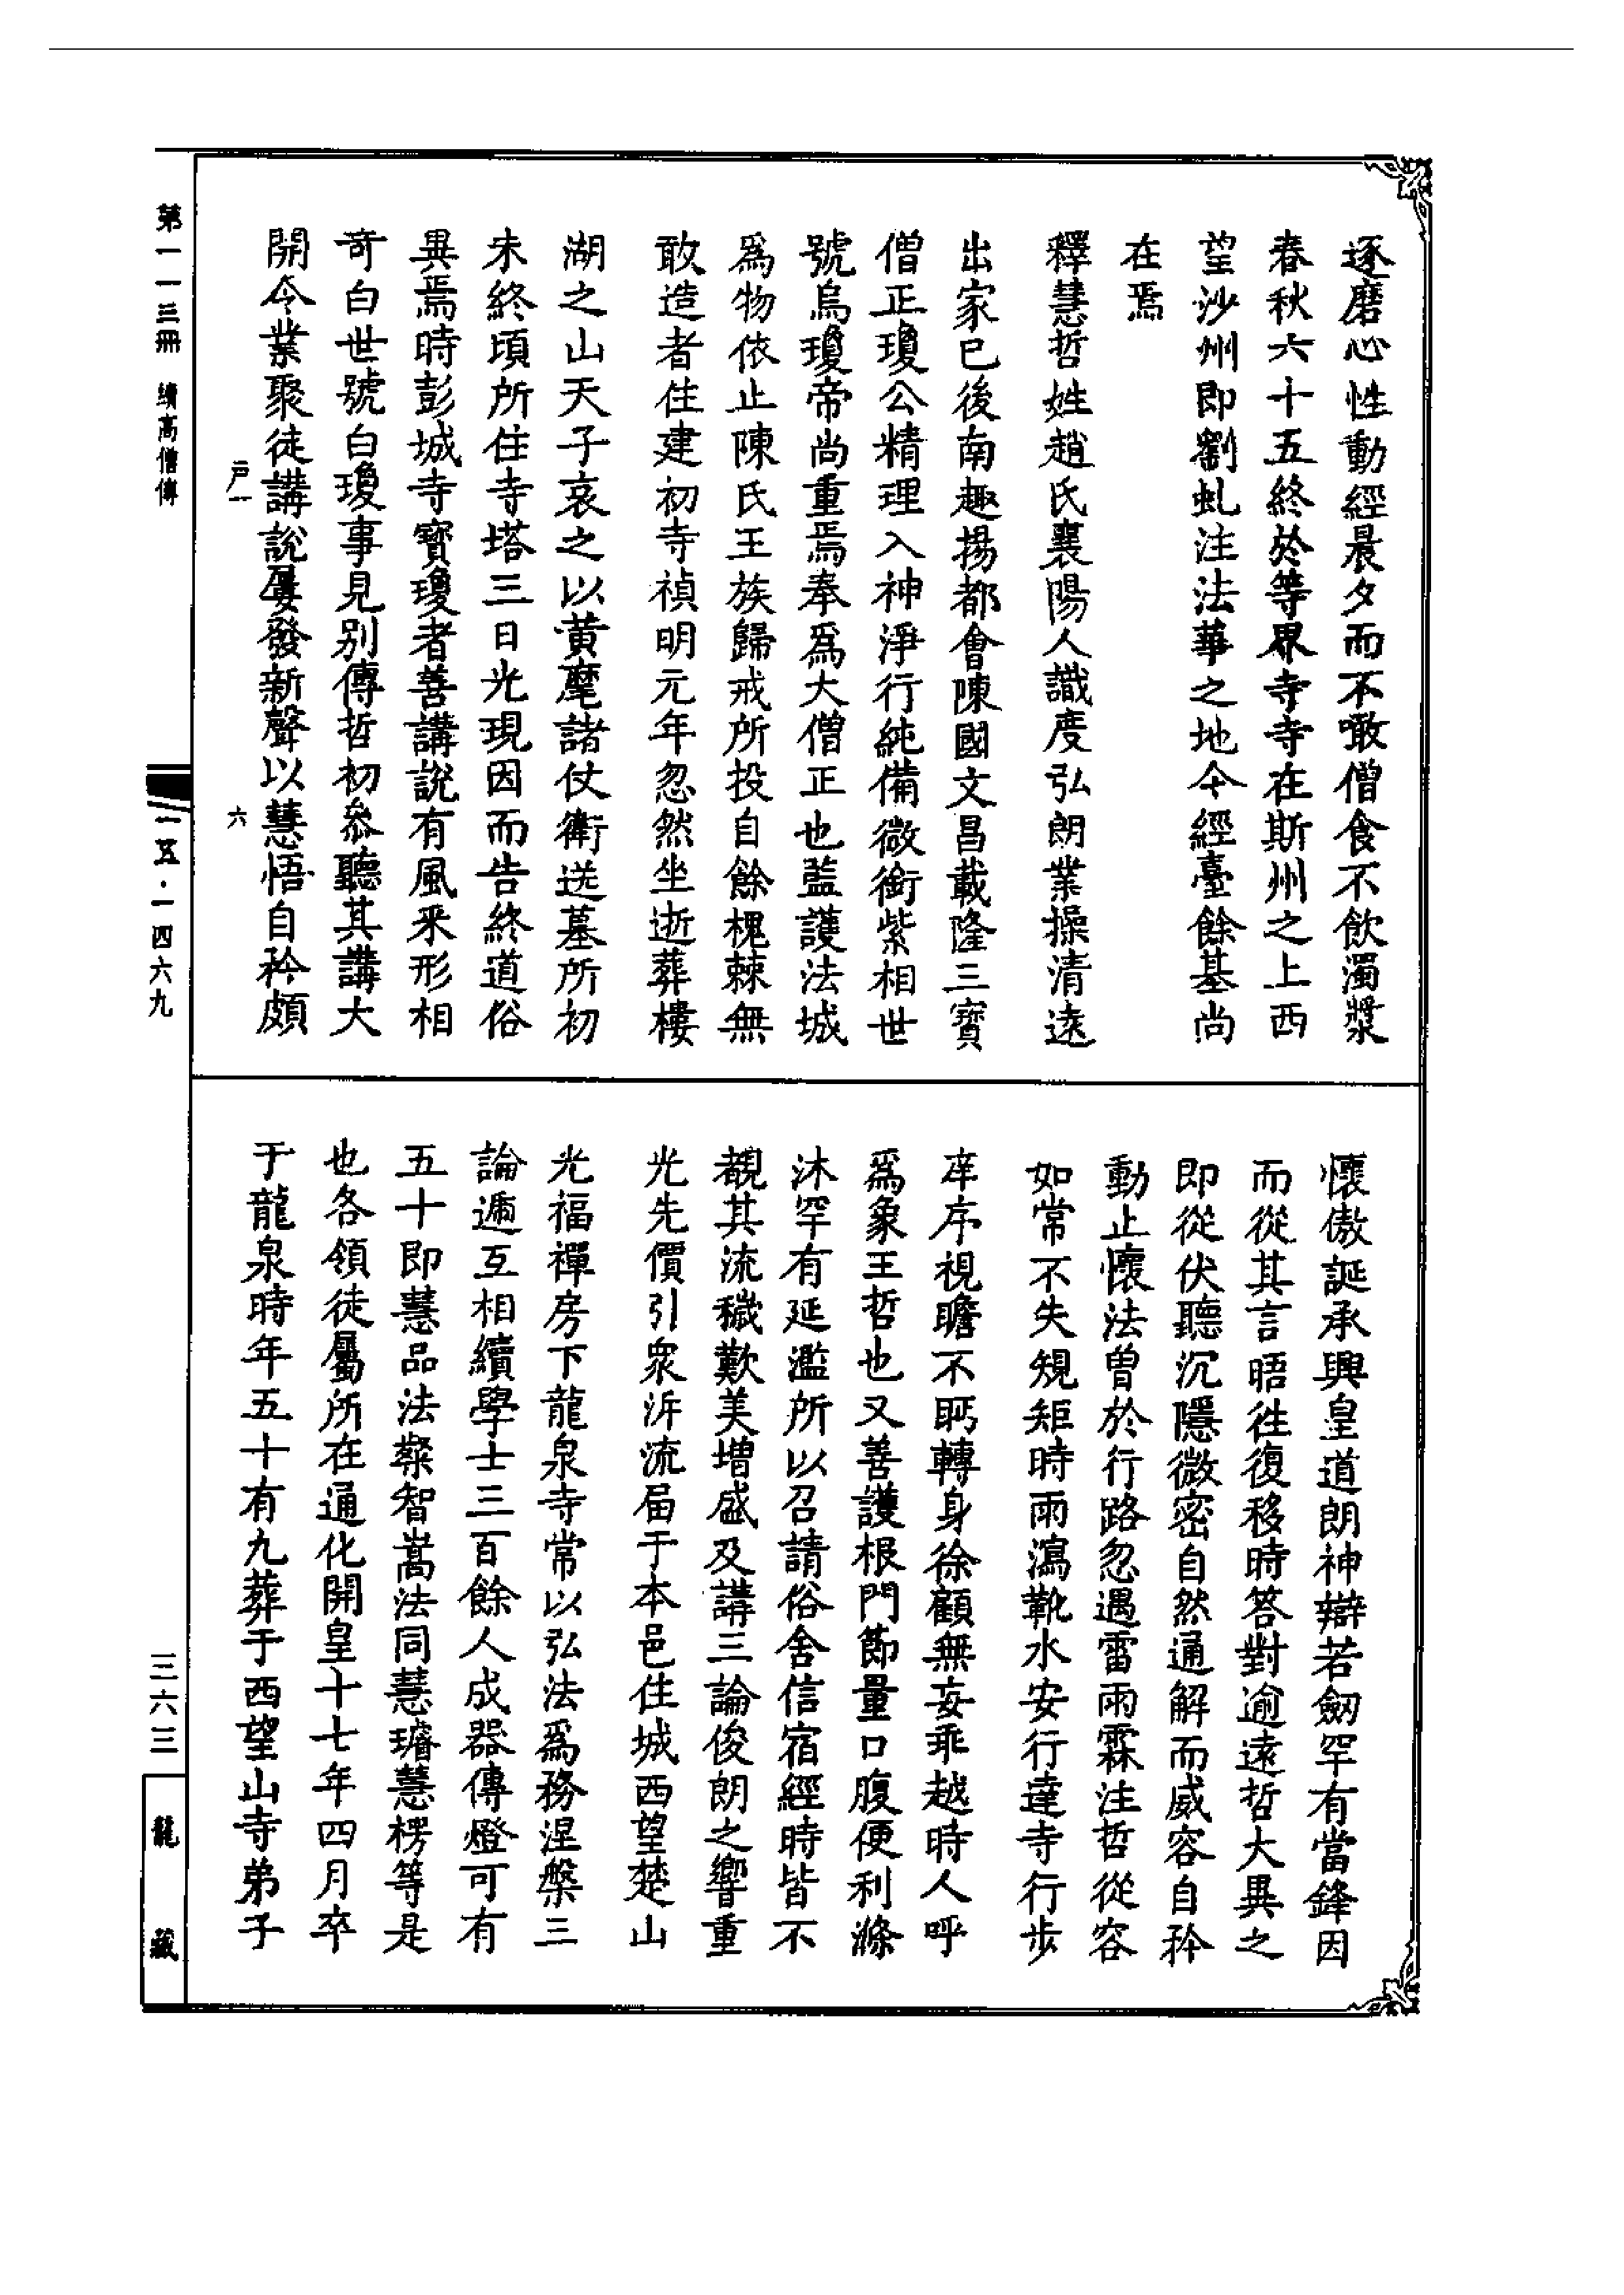 逐磨心性動經晨夕而不噉僧食不飲濁漿
春秋六十五終於等界寺寺在斯州之上西
望沙州即劉虬注法華之地今經臺餘基尚
在焉
釋慧哲姓趙氏襄陽人識度弘朗業操清遠
出家已後南趣揚都會陳國文昌載隆三寶
僧正瓊公精理入神淨行純備微銜紫相世
號烏瓊帝尚重焉奉爲大僧正也監護法城
爲物依止陳氏王族歸戒所投自餘槐棘無
敢造者住建初寺禎明元年忽然坐逝葬樓
湖之山天子哀之以黃麾諸仗衛送墓所初
未終頃所住寺塔三日光現因而告終道俗
異焉時彭城寺寶瓊者善講說有風采形相
奇白世號白瓊事見別傳哲初叅聽其講大
開令業聚徒講說屢發新聲以慧悟自矜頗
懷傲誕承興皇道朗神辯若劒罕有當鋒因
而從其言晤徃復移時答對逾遠哲大異之
即從伏聽沉隱微密自然通解而威容自矜
動止懷法曾於行路忽遇雷雨霖注哲從容
如常不失規矩時雨瀉靴水安行達寺行步
庠序視瞻不眄轉身徐顧無妄乖越時人呼
爲象王哲也又善護根門節量口腹便利滌
沐罕有延濫所以召請俗舍信宿經時皆不
覩其流穢歎美增盛及講三論俊朗之響重
光先價引衆泝流届于本邑住城西望楚山
光福禪房下龍泉寺常以弘法爲務涅槃三
論遞互相續學士三百餘人成器傳燈可有
五十即慧品法粲智嵩法同慧璿慧楞等是
也各領徒屬所在通化開皇十七年四月卒
于龍泉時年五十有九葬于西望山寺弟子
第一一三冊 續高僧傳
户一 六
一五·一四六九
三六三
龍藏